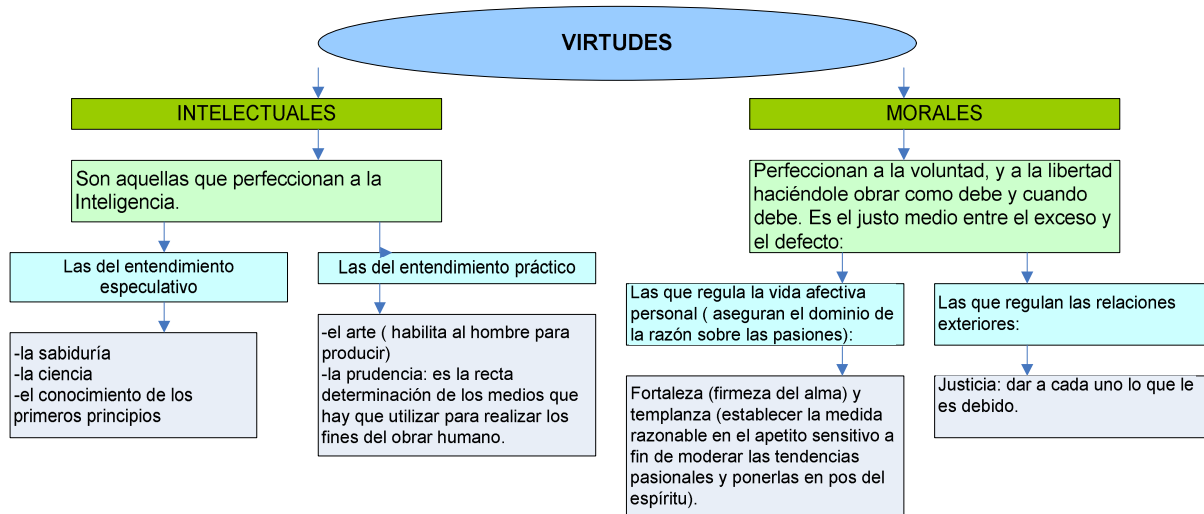 VIRTUDES
INTELECTUALES
Son aquellas que perfeccionan a la
Inteligencia.
Las del entendimiento
especulativo
-la sabiduría
-la ciencia
-el conocimiento de los
primeros principios
Las del entendimiento práctico
-el arte ( habilita al hombre para
producir)
-la prudencia: es la recta
determinación de los medios que
hay que utilizar para realizar los
fines del obrar humano.
MORALES
Perfeccionan a la voluntad, y a la libertad
haciéndole obrar como debe y cuando
debe. Es el justo medio entre el exceso y
el defecto:
Las que regula la vida afectiva
personal ( aseguran el dominio de
la razón sobre las pasiones):
Fortaleza (firmeza del alma) y
templanza (establecer la medida
razonable en el apetito sensitivo a
fin de moderar las tendencias
pasionales y ponerlas en pos del
espíritu).
Las que regulan las relaciones
exteriores:
Justicia: dar a cada uno lo que le
es debido.